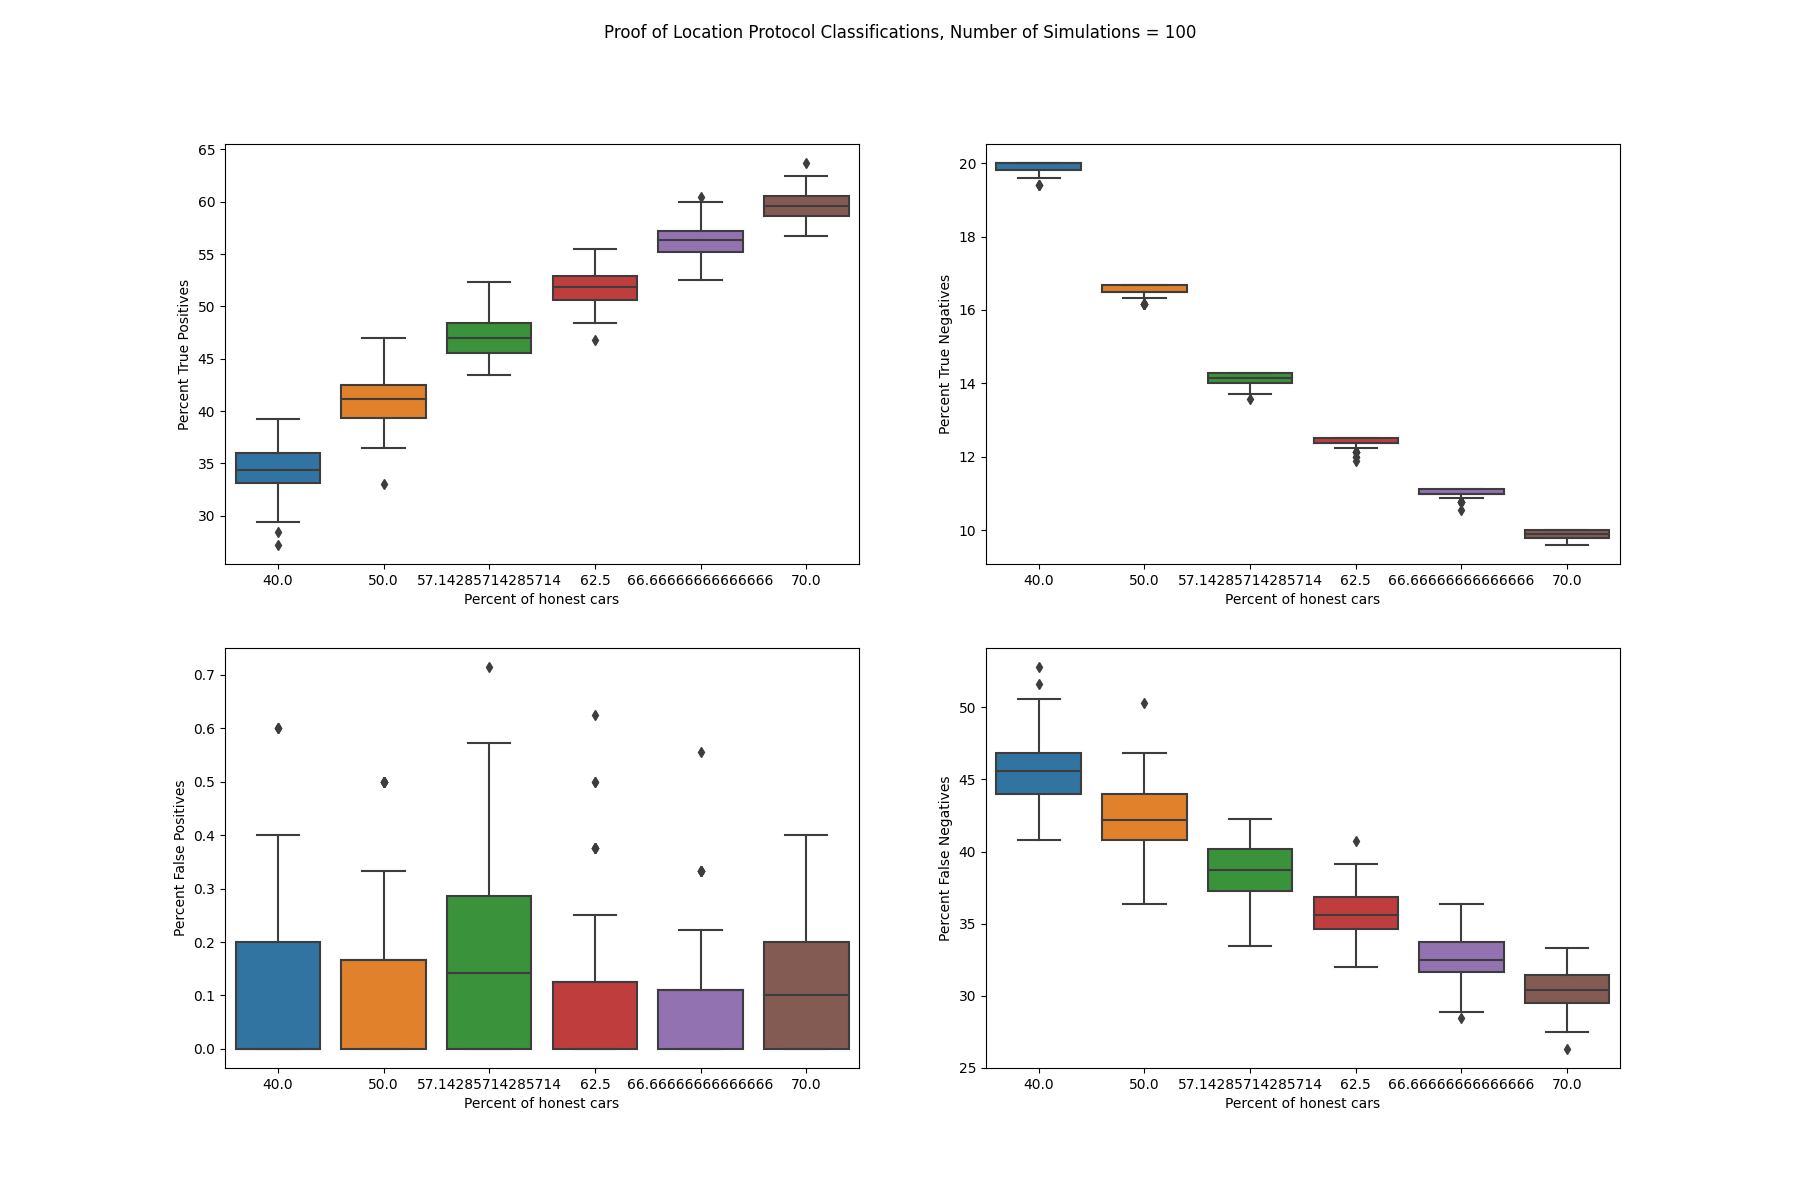 Proof of Location Protocol Classifications, Number of Simulations = 100
Percent True Positives
65
60
55
50
45
40
35
30
40.0 50.0 57.14285714285714 62.5 66.66666666666666 70.0
Percent of honest cars
Percent True Negatives
20
18
16
14
12
10
40.0 50.0 57.14285714285714 62.5 66.66666666666666 70.0
Percent of honest cars
Percent False Positives
0.7
0.6
0.5
0.4
0.3
0.2
0.1
0.0
40.0 50.0 57.14285714285714 62.5 66.66666666666666 70.0
Percent of honest cars
Percent False Negatives
50
45
40
35
30
25
40.0 50.0 57.14285714285714 62.5 66.66666666666666 70.0
Percent of honest cars